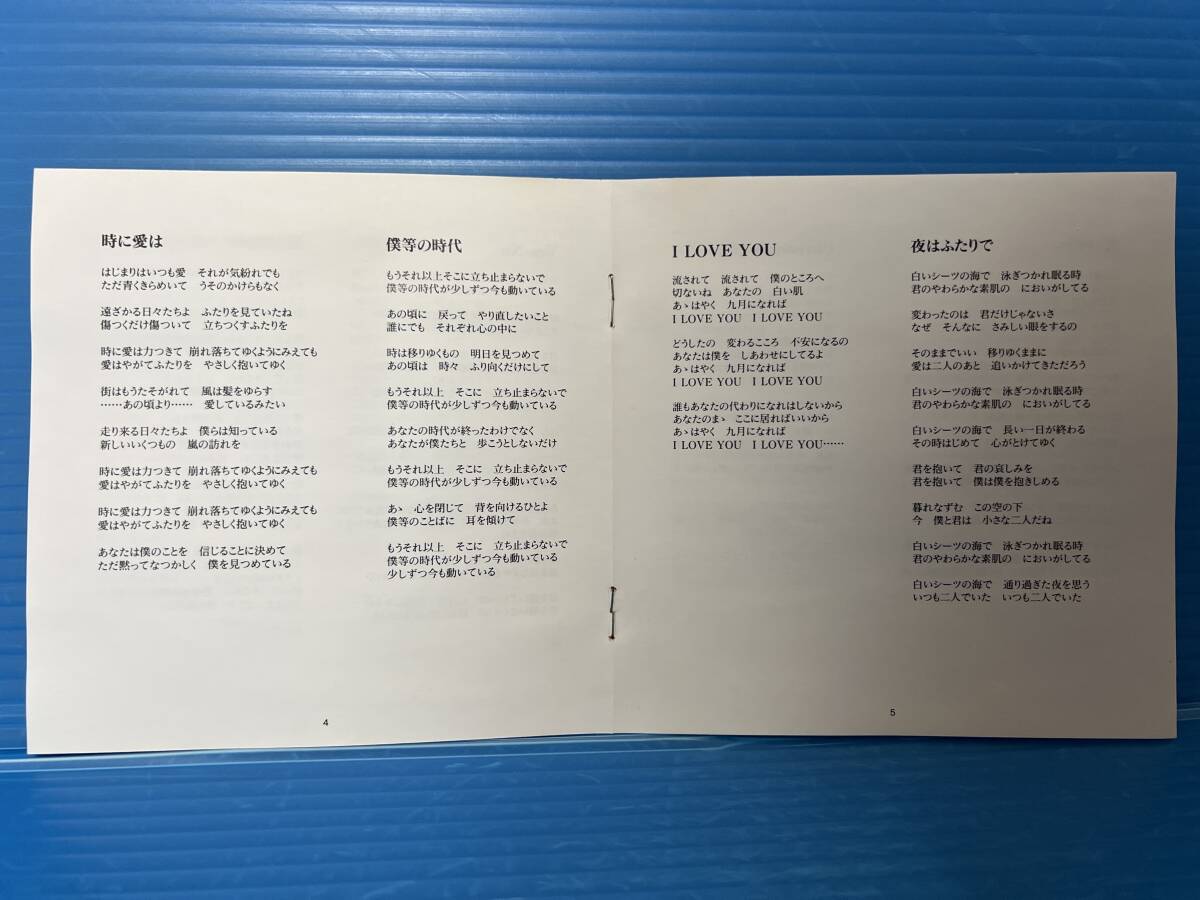 時に愛は
はじまりはいつも愛　それが気紛れでも
ただ青くきらめいて　うそのかけらもなく
遠ざかる日々たちよ　ふたりを見ていたね
傷つくだけ傷ついて　立ちつくすふたりを
時に愛は力つきて 崩れ落ちてゆくようにみえても
愛はやがてふたりを　やさしく抱いてゆく
街はもうたそがれて　風は髪をゆらす
……あの頃より……　愛しているみたい
走り来る日々たちよ　僕らは知っている
新しいいくつもの　嵐の訪れを
時に愛は力つきて 崩れ落ちてゆくようにみえても
愛はやがてふたりを　やさしく抱いてゆく
時に愛は力つきて 崩れ落ちてゆくようにみえても
愛はやがてふたりを　やさしく抱いてゆく
あなたは僕のことを　信じることに決めて
ただ黙ってなつかしく　僕を見つめている
僕等の時代
もうそれ以上そこに立ち止まらないで
僕等の時代が少しずつ今も動いている
あの頃に　戻って　やり直したいこと
誰にでも　それぞれ心の中に
時は移りゆくもの　明日を見つめて
あの頃は　時々　ふり向くだけにして
もうそれ以上　そこに　立ち止まらないで
僕等の時代が少しずつ今も動いている
あなたの時代が終ったわけでなく
あなたが僕たちと　歩こうとしないだけ
もうそれ以上　そこに　立ち止まらないで
僕等の時代が少しずつ今も動いている
あゝ　心を閉じて　背を向けるひとよ
僕等のことばに　耳を傾けて
もうそれ以上　そこに　立ち止まらないで
僕等の時代が少しずつ今も動いている
少しずつ今も動いている
4
I LOVE YOU
流されて　流されて　僕のところへ
切ないね　あなたの　白い肌
あゝはやく　九月になれば
I LOVE YOU　I LOVE YOU
どうしたの　変わるこころ　不安になるの
あなたは僕を　しあわせにしてるよ
あゝはやく　九月になれば
I LOVE YOU　I LOVE YOU
誰もあなたの代わりになれはしないから
あなたのまゝ　ここに居ればいいから
あゝはやく　九月になれば
I LOVE YOU　I LOVE YOU……
夜はふたりで
白いシーツの海で　泳ぎつかれ眠る時
君のやわらかな素肌の　においがしてる
変わったのは　君だけじゃないさ
なぜ　そんなに　さみしい眼をするの
そのままでいい　移りゆくままに
愛は二人のあと　追いかけてきただろう
白いシーツの海で　泳ぎつかれ眠る時
君のやわらかな素肌の　においがしてる
白いシーツの海で　長い一日が終わる
その時はじめて　心がとけてゆく
君を抱いて　君の哀しみを
君を抱いて　僕は僕を抱きしめる
暮れなずむ　この空の下
今　僕と君は　小さな二人だね
白いシーツの海で　泳ぎつかれ眠る時
君のやわらかな素肌の　においがしてる
白いシーツの海で　通り過ぎた夜を思う
いつも二人でいた　いつも二人でいた
5